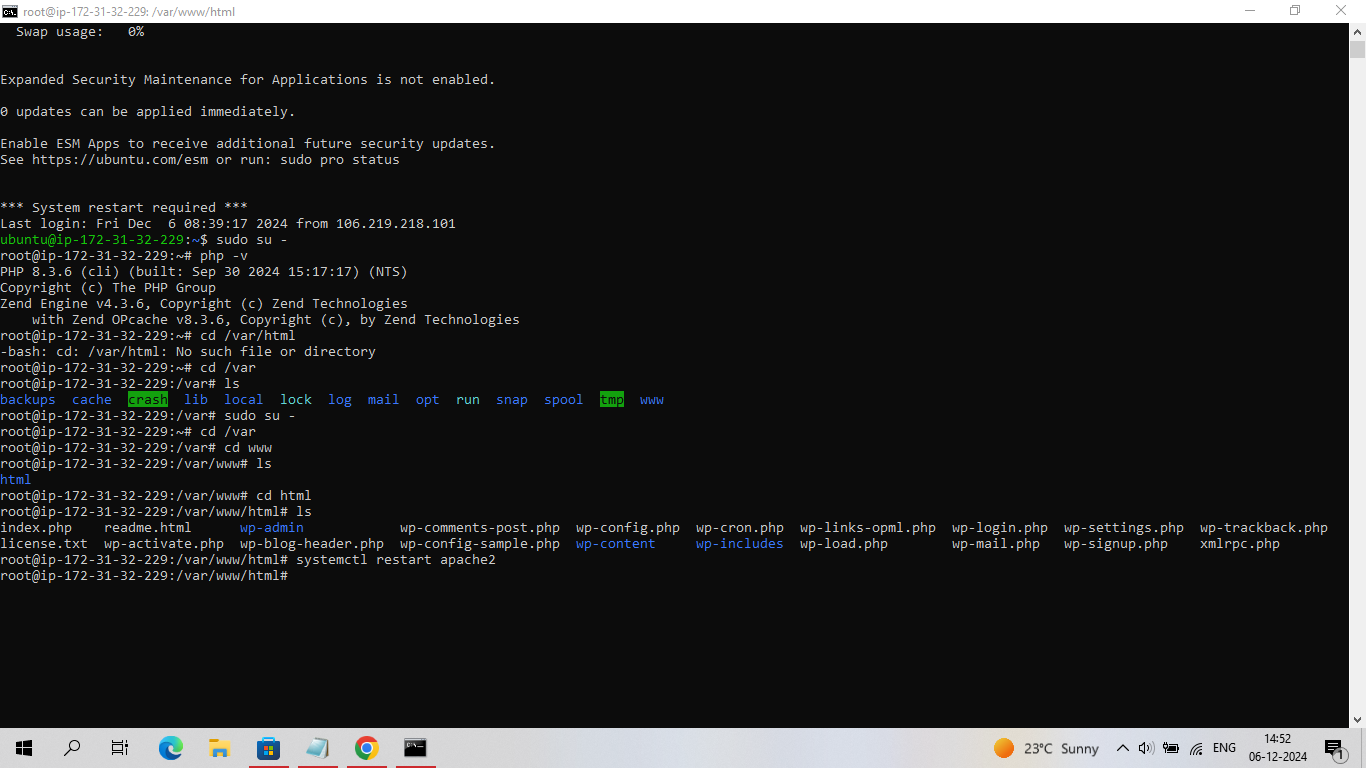 root@ip-172-31-32-229: /var/www/html
  Swap usage:   0%
Expanded Security Maintenance for Applications is not enabled.
0 updates can be applied immediately.
Enable ESM Apps to receive additional future security updates.
See https://ubuntu.com/esm or run: sudo pro status
*** System restart required ***
Last login: Fri Dec  6 08:39:17 2024 from 106.219.218.101
ubuntu@ip-172-31-32-229:~$ sudo su -
root@ip-172-31-32-229:~# php -v
PHP 8.3.6 (cli) (built: Sep 30 2024 15:17:17) (NTS)
Copyright (c) The PHP Group
Zend Engine v4.3.6, Copyright (c) Zend Technologies
    with Zend OPcache v8.3.6, Copyright (c), by Zend Technologies
root@ip-172-31-32-229:~# cd /var/html
-bash: cd: /var/html: No such file or directory
root@ip-172-31-32-229:~# cd /var
root@ip-172-31-32-229:/var# ls
backups  cache  crash  lib  local  lock  log  mail  opt  run  snap  spool  tmp  www
root@ip-172-31-32-229:/var# sudo su -
root@ip-172-31-32-229:~# cd /var
root@ip-172-31-32-229:/var# cd www
root@ip-172-31-32-229:/var/www# ls
html
root@ip-172-31-32-229:/var/www# cd html
root@ip-172-31-32-229:/var/www/html# ls
index.php    readme.html      wp-admin            wp-comments-post.php  wp-config.php  wp-cron.php  wp-links-opml.php  wp-login.php  wp-settings.php  wp-trackback.php
license.txt  wp-activate.php  wp-blog-header.php  wp-config-sample.php  wp-content     wp-includes  wp-load.php        wp-mail.php   wp-signup.php    xmlrpc.php
root@ip-172-31-32-229:/var/www/html# systemctl restart apache2
root@ip-172-31-32-229:/var/www/html#
23°C Sunny
ENG
14:52
06-12-2024
1